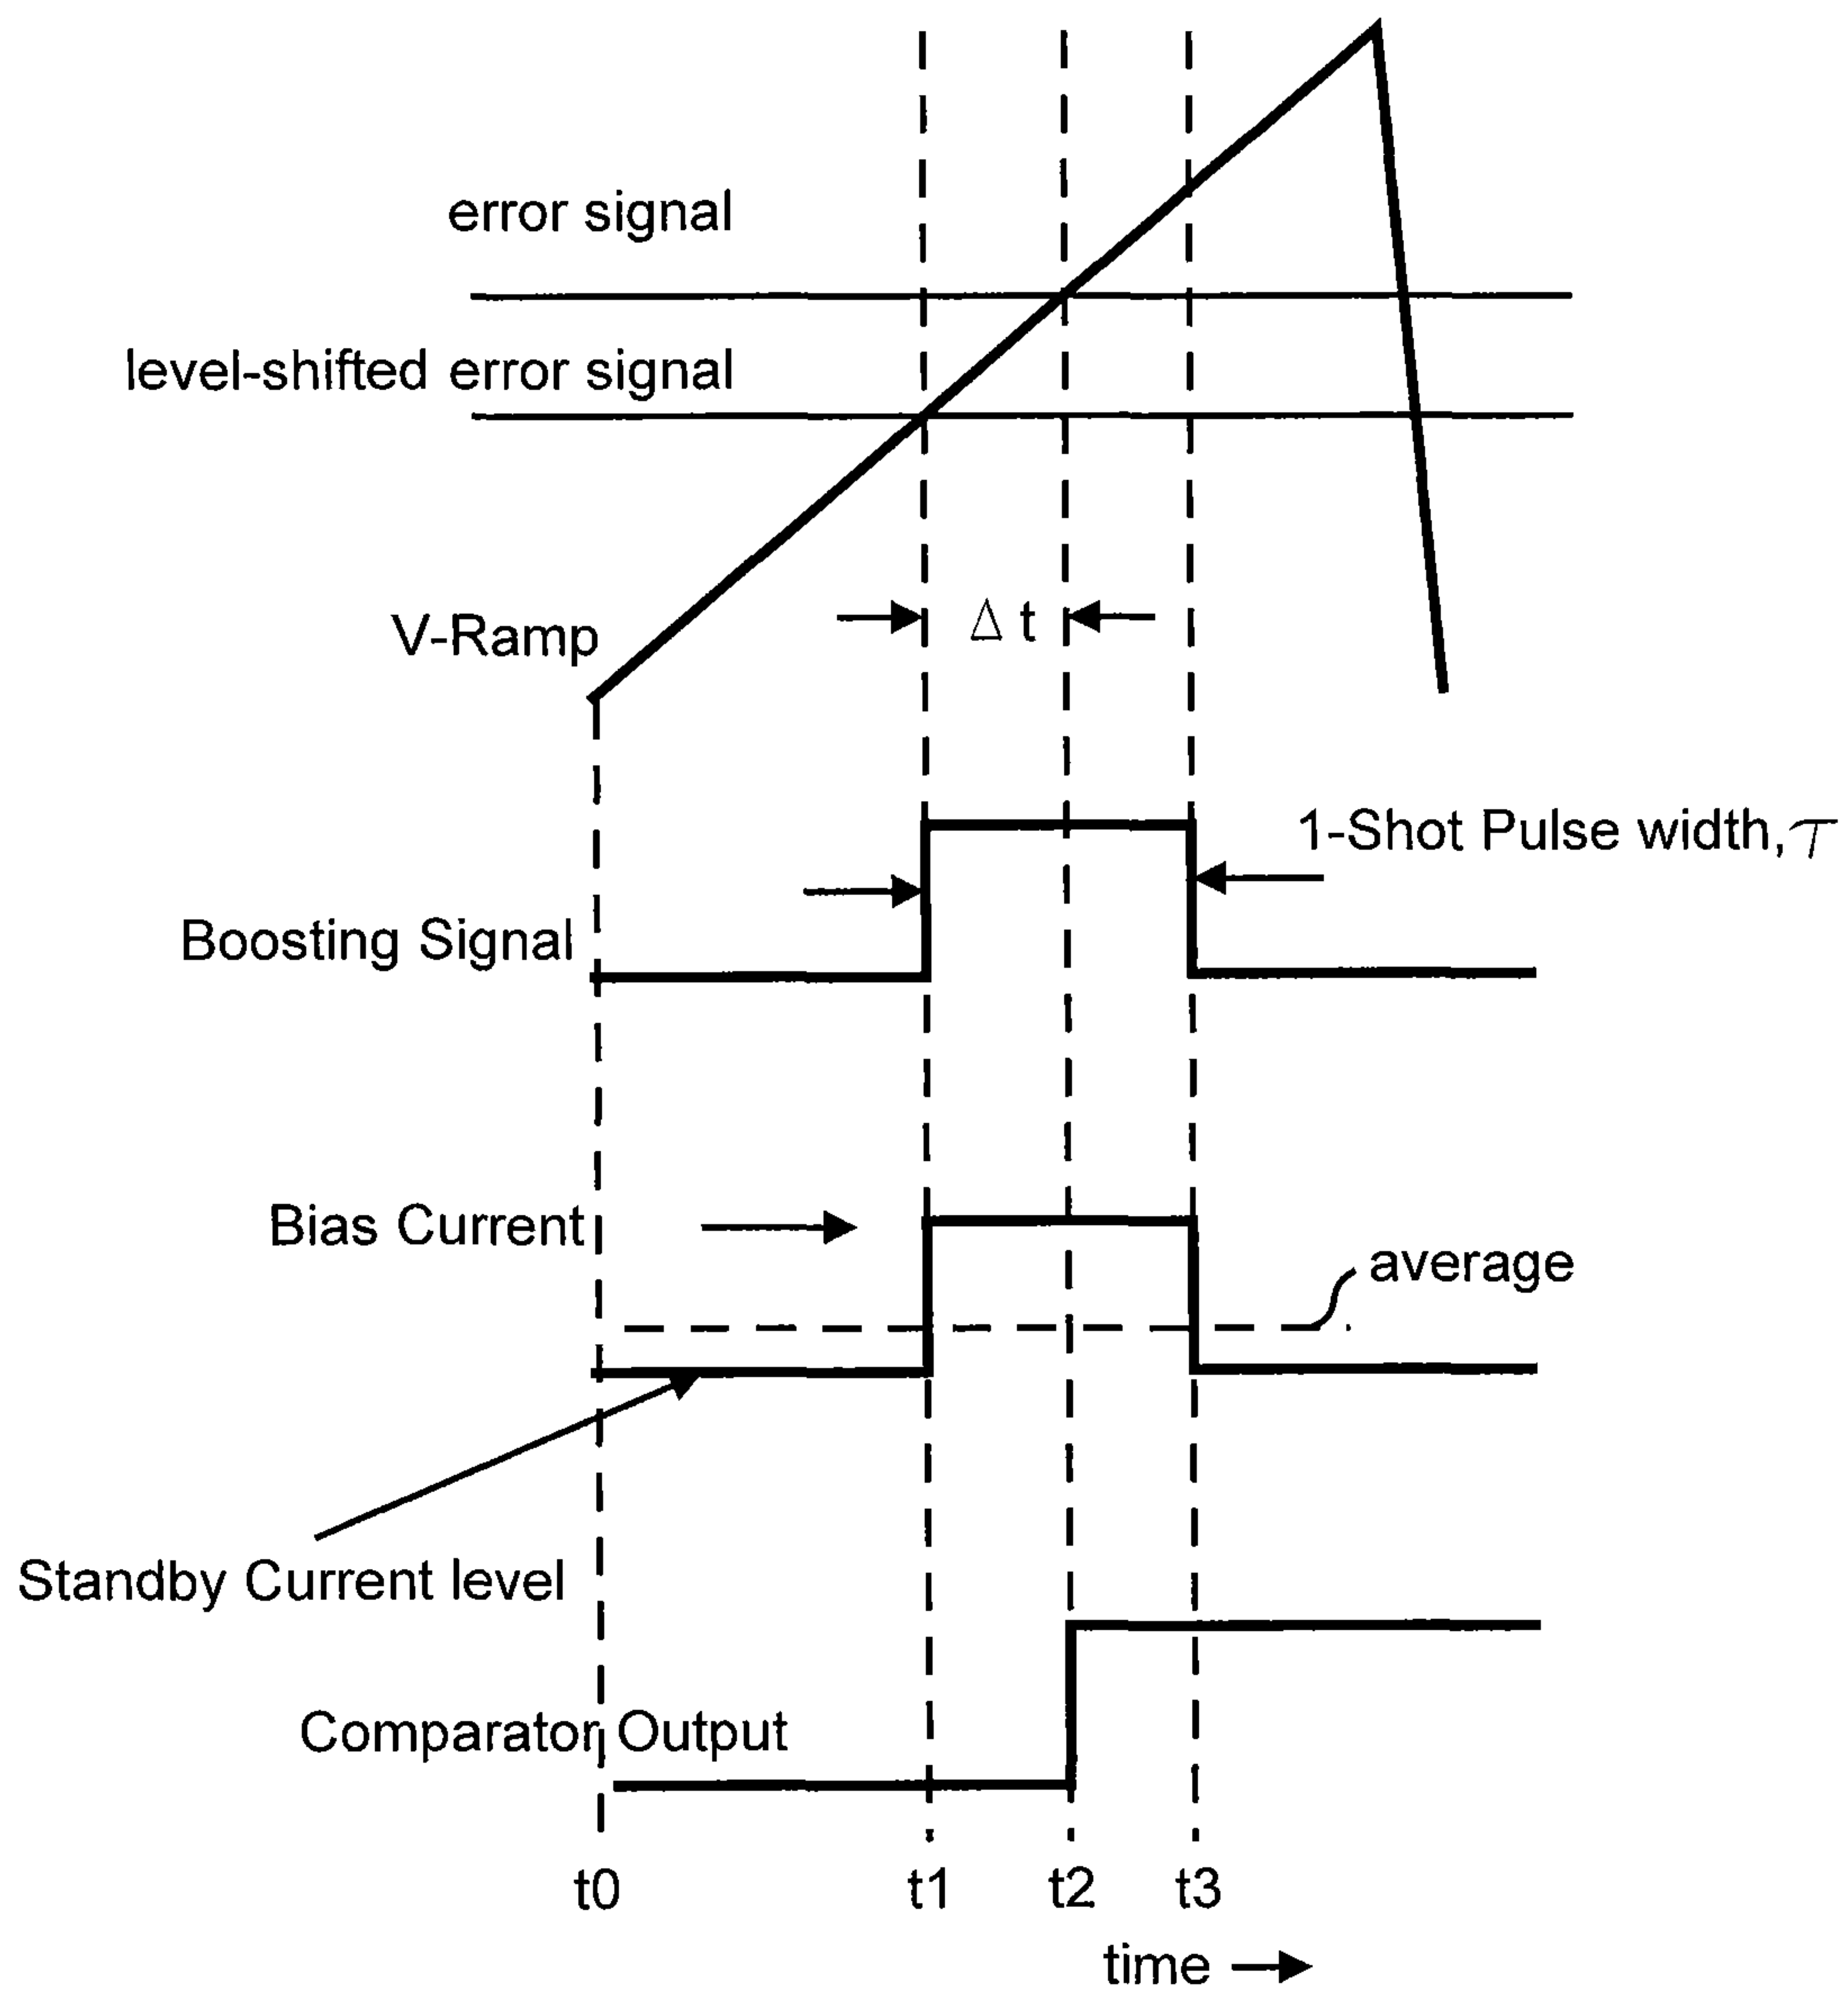 error signal
level-shifted error signal
V-Ramp
Δ t
1-Shot Pulse width, τ
Boosting Signal
Bias Current
average
Standby Current level
Comparator Output
t0 t1 t2 t3
time